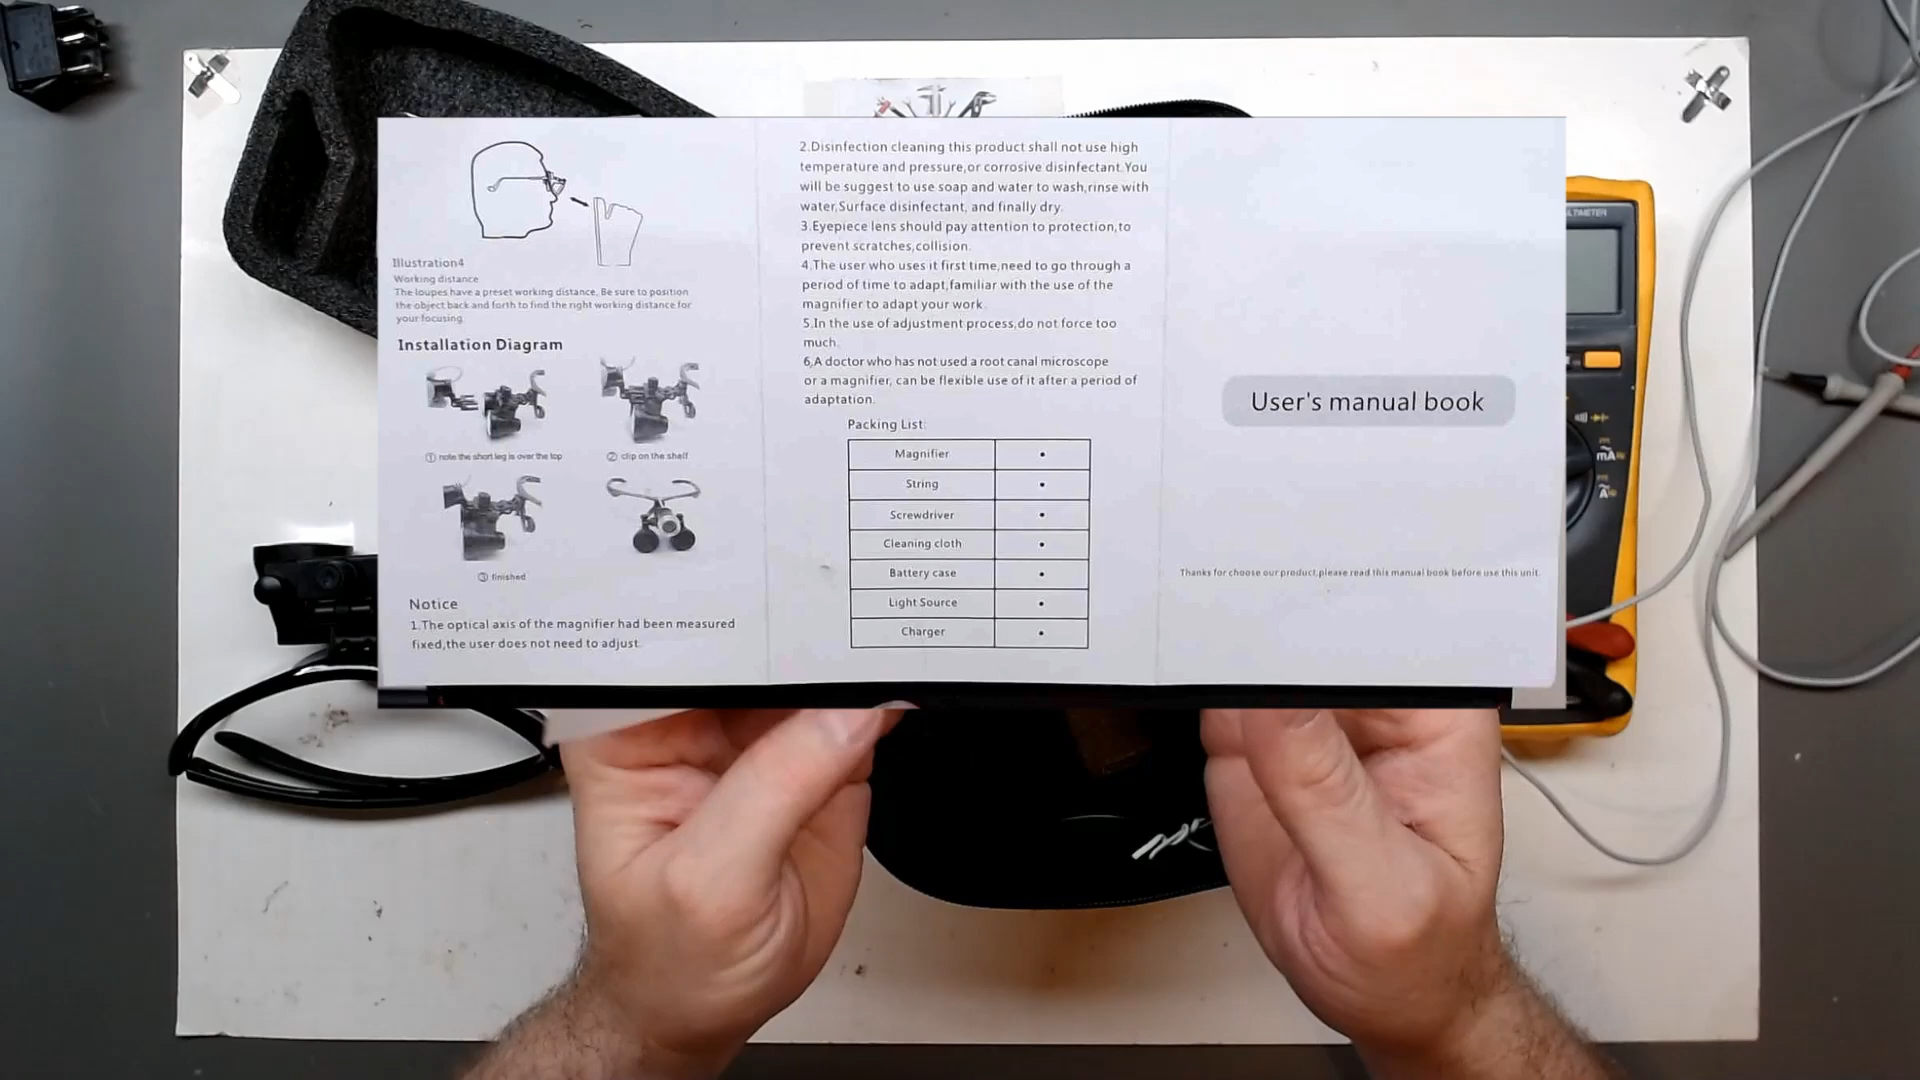 Illustration4
Working distance
The loupes have a preset working distance, Be sure to position
the object back and forth to find the right working distance for
your focusing
Installation Diagram
① note the short leg is over the top
② clip on the shelf
③ finished
Notice
1.The optical axis of the magnifier had been measured
fixed,the user does not need to adjust.
2.Disinfection cleaning this product shall not use high
temperature and pressure,or corrosive disinfectant.You
will be suggest to use soap and water to wash,rinse with
water,Surface disinfectant, and finally dry.
3.Eyepiece lens should pay attention to protection,to
prevent scratches,collision.
4.The user who uses it first time,need to go through a
period of time to adapt,familiar with the use of the
magnifier to adapt your work.
5.In the use of adjustment process,do not force too
much.
6,A doctor who has not used a root canal microscope
or a magnifier, can be flexible use of it after a period of
adaptation.
Packing List:
Magnifier •
String •
Screwdriver •
Cleaning cloth •
Battery case •
Light Source •
Charger •
User's manual book
Thanks for choose our product,please read this manual book before use this unit.
mA
A